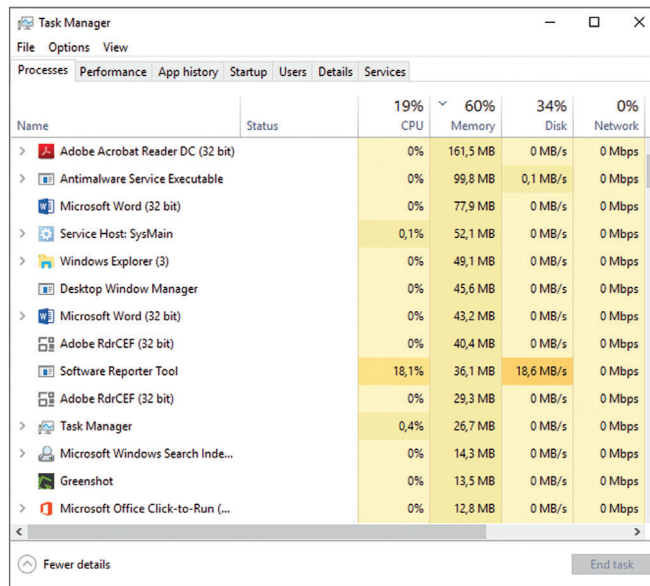 Task Manager
File Options View
Processes Performance App history Startup Users Details Services
19% 60% 34% 0%
Name Status CPU Memory Disk Network
Adobe Acrobat Reader DC (32 bit) 0% 161,5 MB 0 MB/s 0 Mbps
Antimalware Service Executable 0% 99,8 MB 0,1 MB/s 0 Mbps
Microsoft Word (32 bit) 0% 77,9 MB 0 MB/s 0 Mbps
Service Host: SysMain 0,1% 52,1 MB 0 MB/s 0 Mbps
Windows Explorer (3) 0% 49,1 MB 0 MB/s 0 Mbps
Desktop Window Manager 0% 45,6 MB 0 MB/s 0 Mbps
Microsoft Word (32 bit) 0% 43,2 MB 0 MB/s 0 Mbps
Adobe RdrCEF (32 bit) 0% 40,4 MB 0 MB/s 0 Mbps
Software Reporter Tool 18,1% 36,1 MB 18,6 MB/s 0 Mbps
Adobe RdrCEF (32 bit) 0% 29,3 MB 0 MB/s 0 Mbps
Task Manager 0,4% 26,7 MB 0 MB/s 0 Mbps
Microsoft Windows Search Inde... 0% 14,3 MB 0 MB/s 0 Mbps
Greenshot 0% 13,5 MB 0 MB/s 0 Mbps
Microsoft Office Click-to-Run (... 0% 12,8 MB 0 MB/s 0 Mbps
Fewer details End task